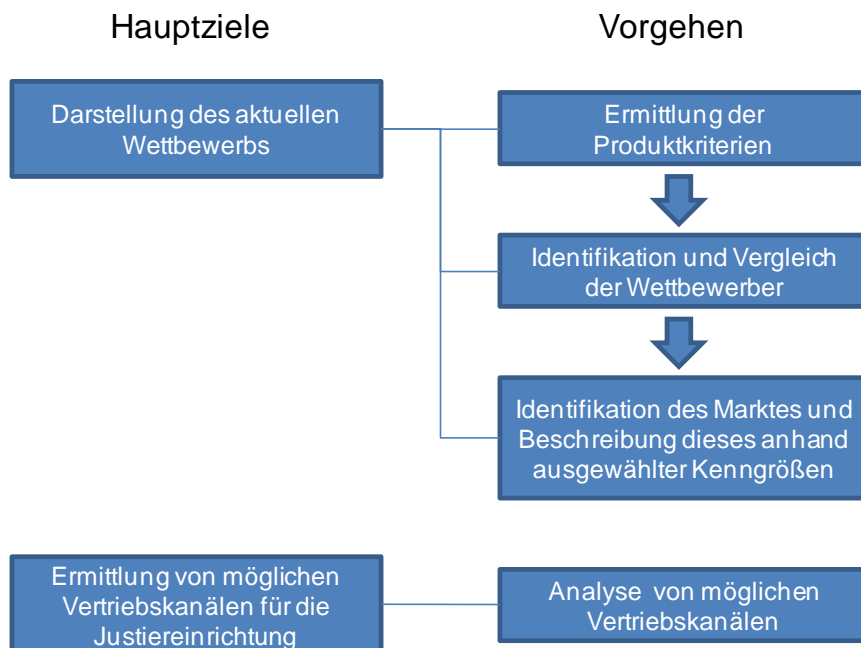 Hauptziele
Vorgehen
Darstellung des aktuellen
Wettbewerbs
Ermittlung der
Produktkriterien
Identifikation und Vergleich
der Wettbewerber
Identifikation des Marktes und
Beschreibung dieses anhand
ausgewählter Kenngrößen
Ermittlung von möglichen
Vertriebskanälen für die
Justiereinrichtung
Analyse von möglichen
Vertriebskanälen